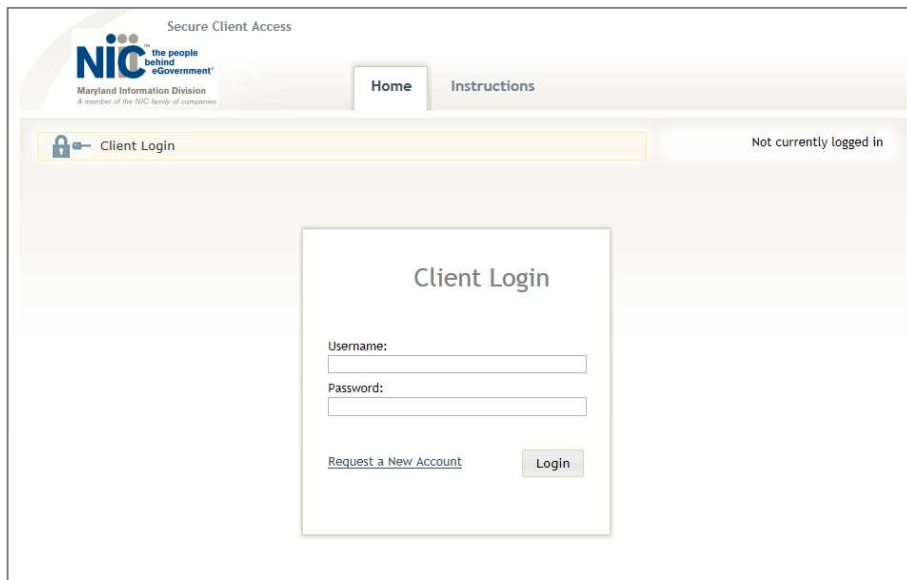 Secure Client Access
NIC™ the people
behind
eGovernment®
Maryland Information Division
A member of the NIC family of companies
Home
Instructions
Client Login
Not currently logged in
Client Login
Username:
Password:
Request a New Account
Login